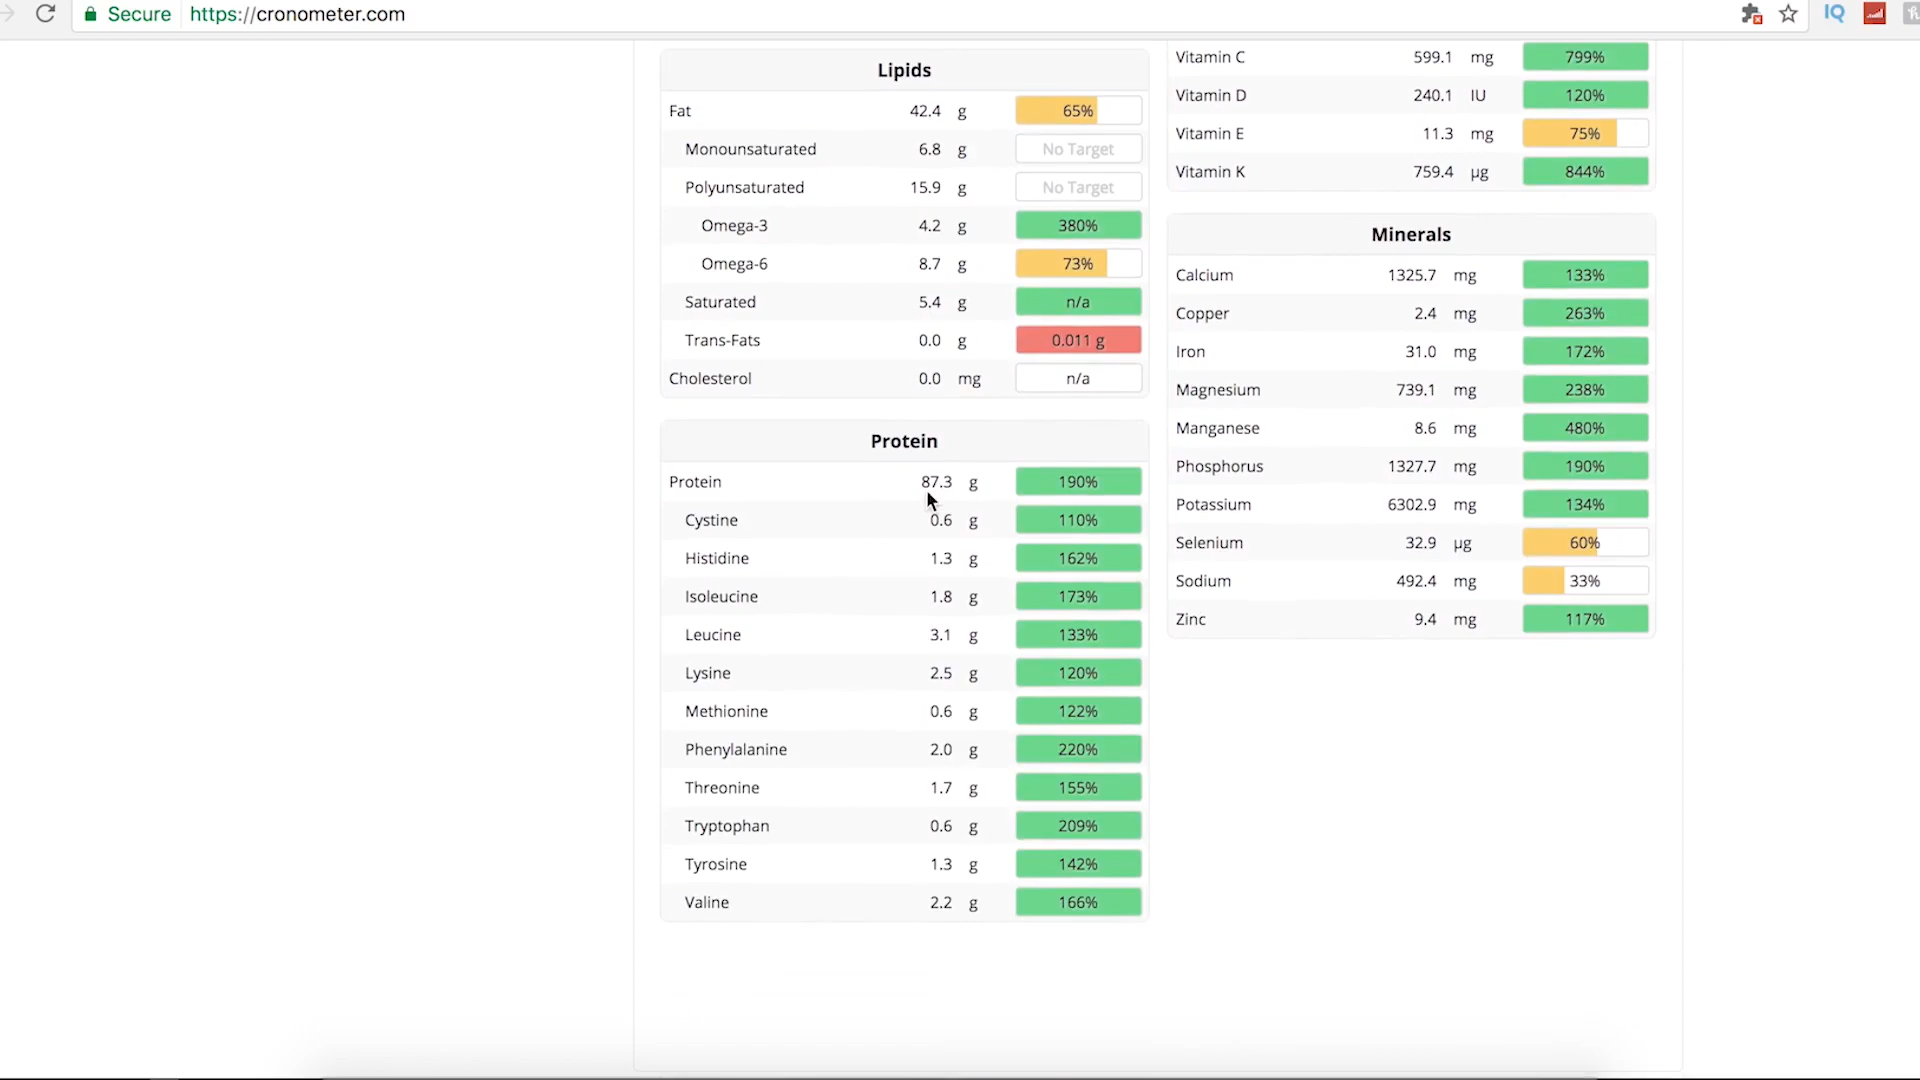 Secure https://cronometer.com
IQ
Lipids
Fat 42.4 g 65%
Monounsaturated 6.8 g No Target
Polyunsaturated 15.9 g No Target
Omega-3 4.2 g 380%
Omega-6 8.7 g 73%
Saturated 5.4 g n/a
Trans-Fats 0.0 g 0.011 g
Cholesterol 0.0 mg n/a
Protein
Protein 87.3 g 190%
Cystine 0.6 g 110%
Histidine 1.3 g 162%
Isoleucine 1.8 g 173%
Leucine 3.1 g 133%
Lysine 2.5 g 120%
Methionine 0.6 g 122%
Phenylalanine 2.0 g 220%
Threonine 1.7 g 155%
Tryptophan 0.6 g 209%
Tyrosine 1.3 g 142%
Valine 2.2 g 166%
Vitamin C 599.1 mg 799%
Vitamin D 240.1 IU 120%
Vitamin E 11.3 mg 75%
Vitamin K 759.4 µg 844%
Minerals
Calcium 1325.7 mg 133%
Copper 2.4 mg 263%
Iron 31.0 mg 172%
Magnesium 739.1 mg 238%
Manganese 8.6 mg 480%
Phosphorus 1327.7 mg 190%
Potassium 6302.9 mg 134%
Selenium 32.9 µg 60%
Sodium 492.4 mg 33%
Zinc 9.4 mg 117%